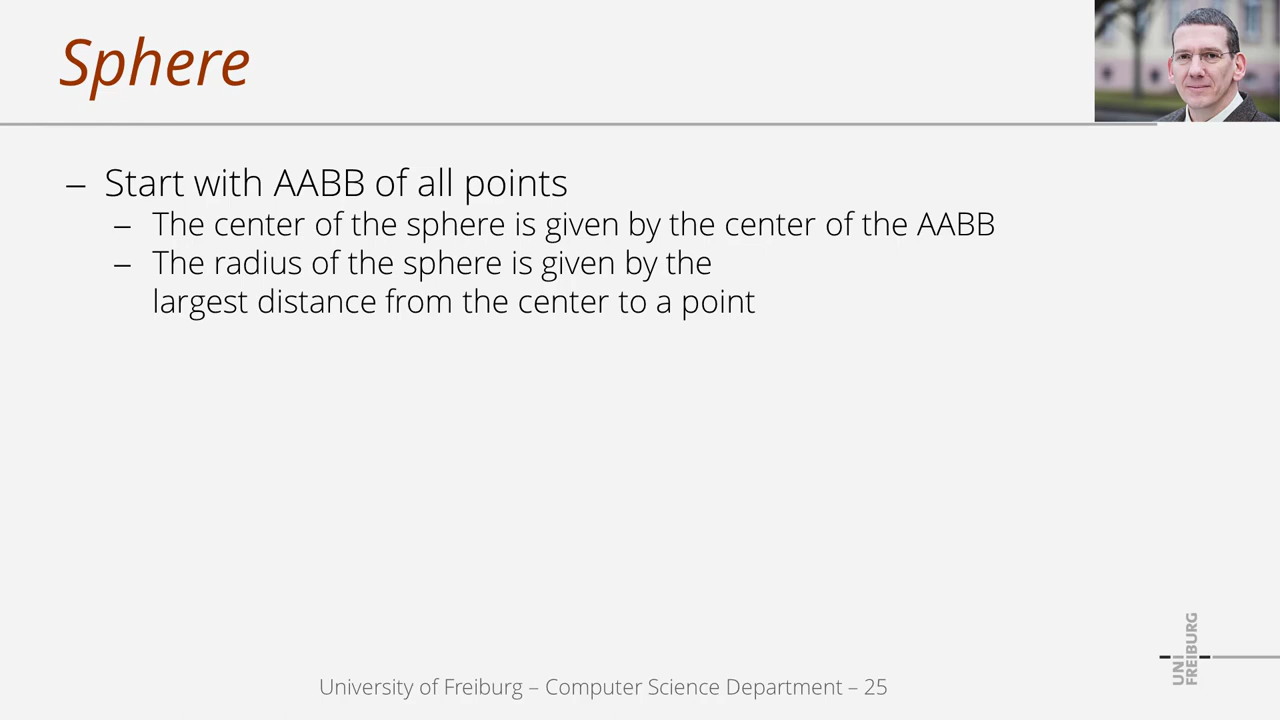 Sphere
– Start with AABB of all points
– The center of the sphere is given by the center of the AABB
– The radius of the sphere is given by the
largest distance from the center to a point
UNI
FREIBURG
University of Freiburg – Computer Science Department – 25